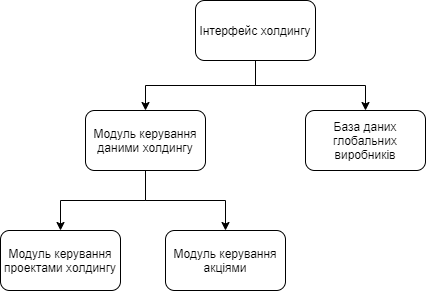 Інтерфейс холдингу
Модуль керування
даними холдингу
База даних
глобальних
виробників
Модуль керування
проектами холдингу
Модуль керування
акціями